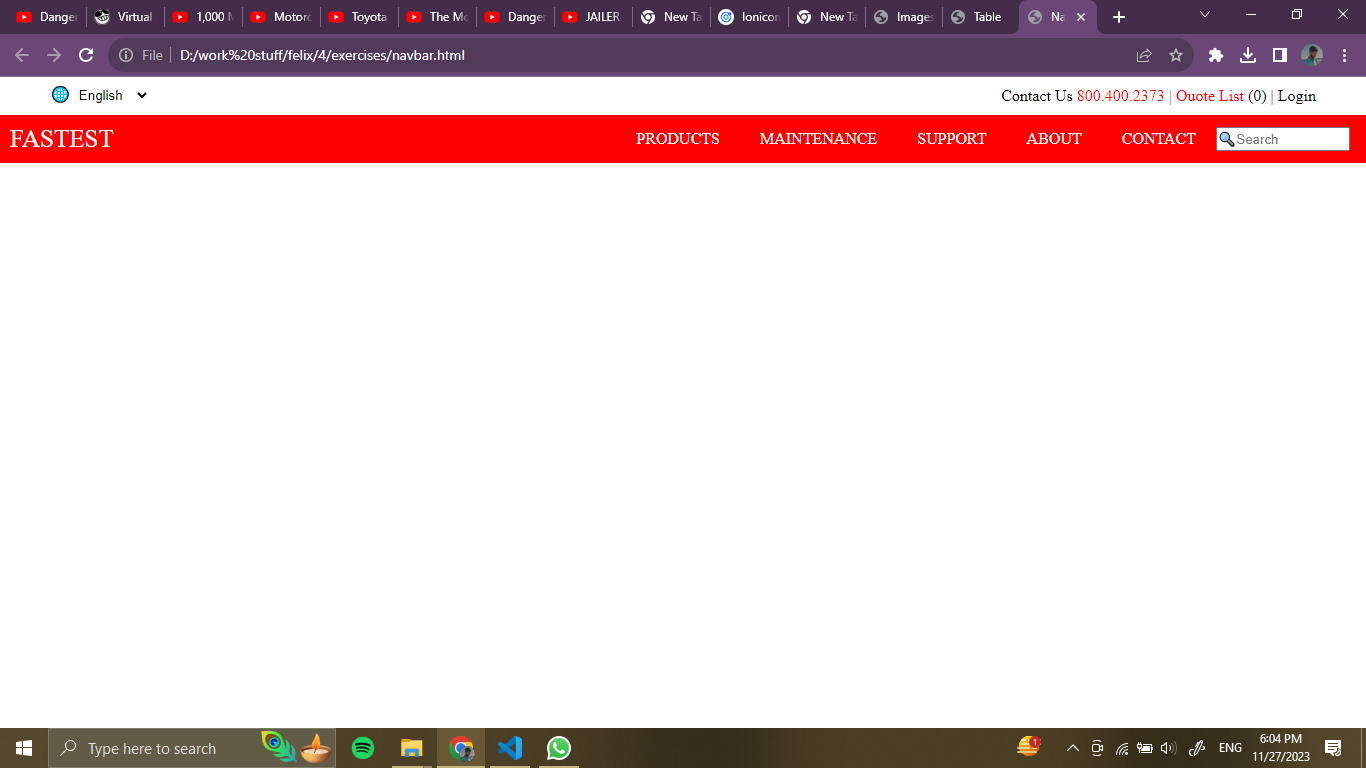 Danger Virtual 1,000 M Motoro Toyota The Mo Danger JAILER New Ta Ionicon New Ta Images Table Na
File D:/work%20stuff/felix/4/exercises/navbar.html
English Contact Us 800.400.2373 | Quote List (0) | Login
FASTEST PRODUCTS MAINTENANCE SUPPORT ABOUT CONTACT Search
Type here to search 1 ENG 6:04 PM
11/27/2023